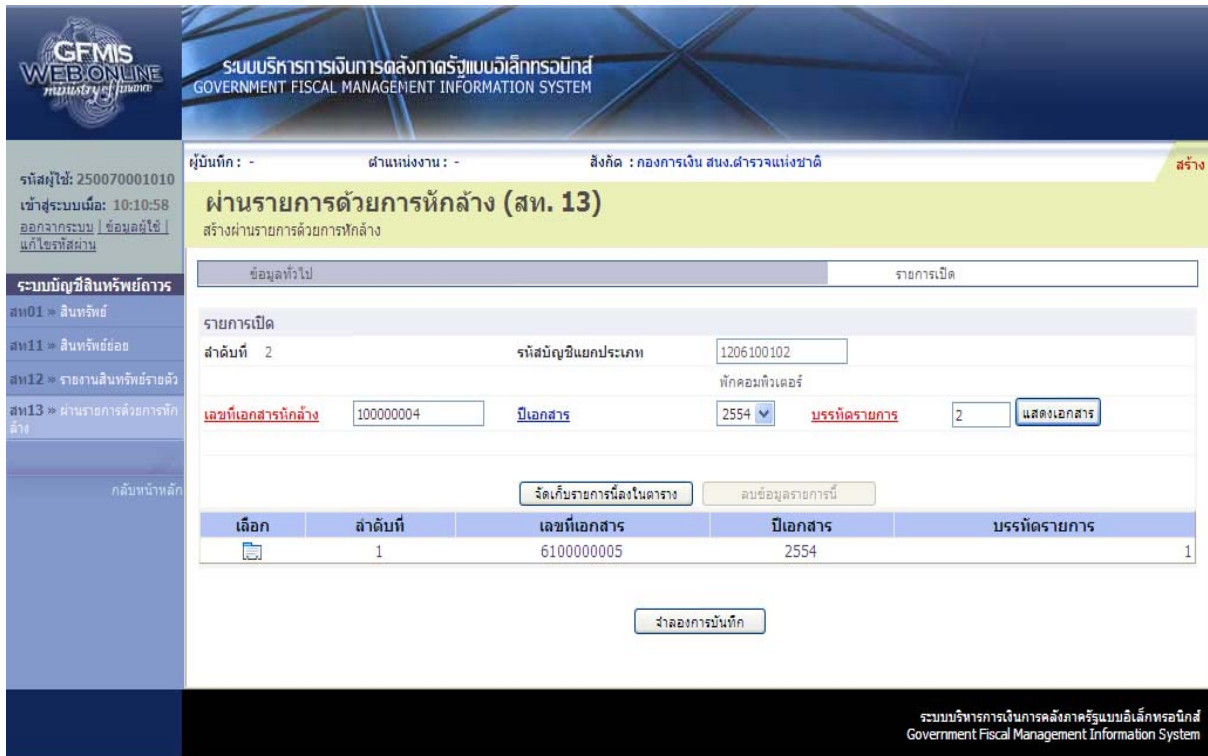 GFMIS
WEB ONLINE
ministry of finance
ระบบบริหารการเงินการคลังภาครัฐแบบอิเล็กทรอนิกส์
GOVERNMENT FISCAL MANAGEMENT INFORMATION SYSTEM
รหัสผู้ใช้: 250070001010
เข้าสู่ระบบเมื่อ: 10:10:58
ออกจากระบบ | ข้อมูลผู้ใช้ |
แก้ไขรหัสผ่าน
ระบบบัญชีสินทรัพย์ถาวร
สท01 » สินทรัพย์
สท11 » สินทรัพย์ย่อย
สท12 » รายงานสินทรัพย์รายตัว
สท13 » ผ่านรายการด้วยการหัก
ล้าง
กลับหน้าหลัก
ผู้บันทึก : - ตำแหน่งงาน : - สังกัด : กองการเงิน สนง.ตำรวจแห่งชาติ
สร้าง
ผ่านรายการด้วยการหักล้าง (สท. 13)
สร้างผ่านรายการด้วยการหักล้าง
ข้อมูลทั่วไป รายการเปิด
รายการเปิด
ลำดับที่ 2 รหัสบัญชีแยกประเภท 1206100102
พักคอมพิวเตอร์
เลขที่เอกสารหักล้าง 100000004 ปีเอกสาร 2554 บรรทัดรายการ 2 แสดงเอกสาร
จัดเก็บรายการนี้ลงในตาราง ลบข้อมูลรายการนี้
เลือก ลำดับที่ เลขที่เอกสาร ปีเอกสาร บรรทัดรายการ
1 6100000005 2554 1
จำลองการบันทึก
ระบบบริหารการเงินการคลังภาครัฐแบบอิเล็กทรอนิกส์
Government Fiscal Management Information System